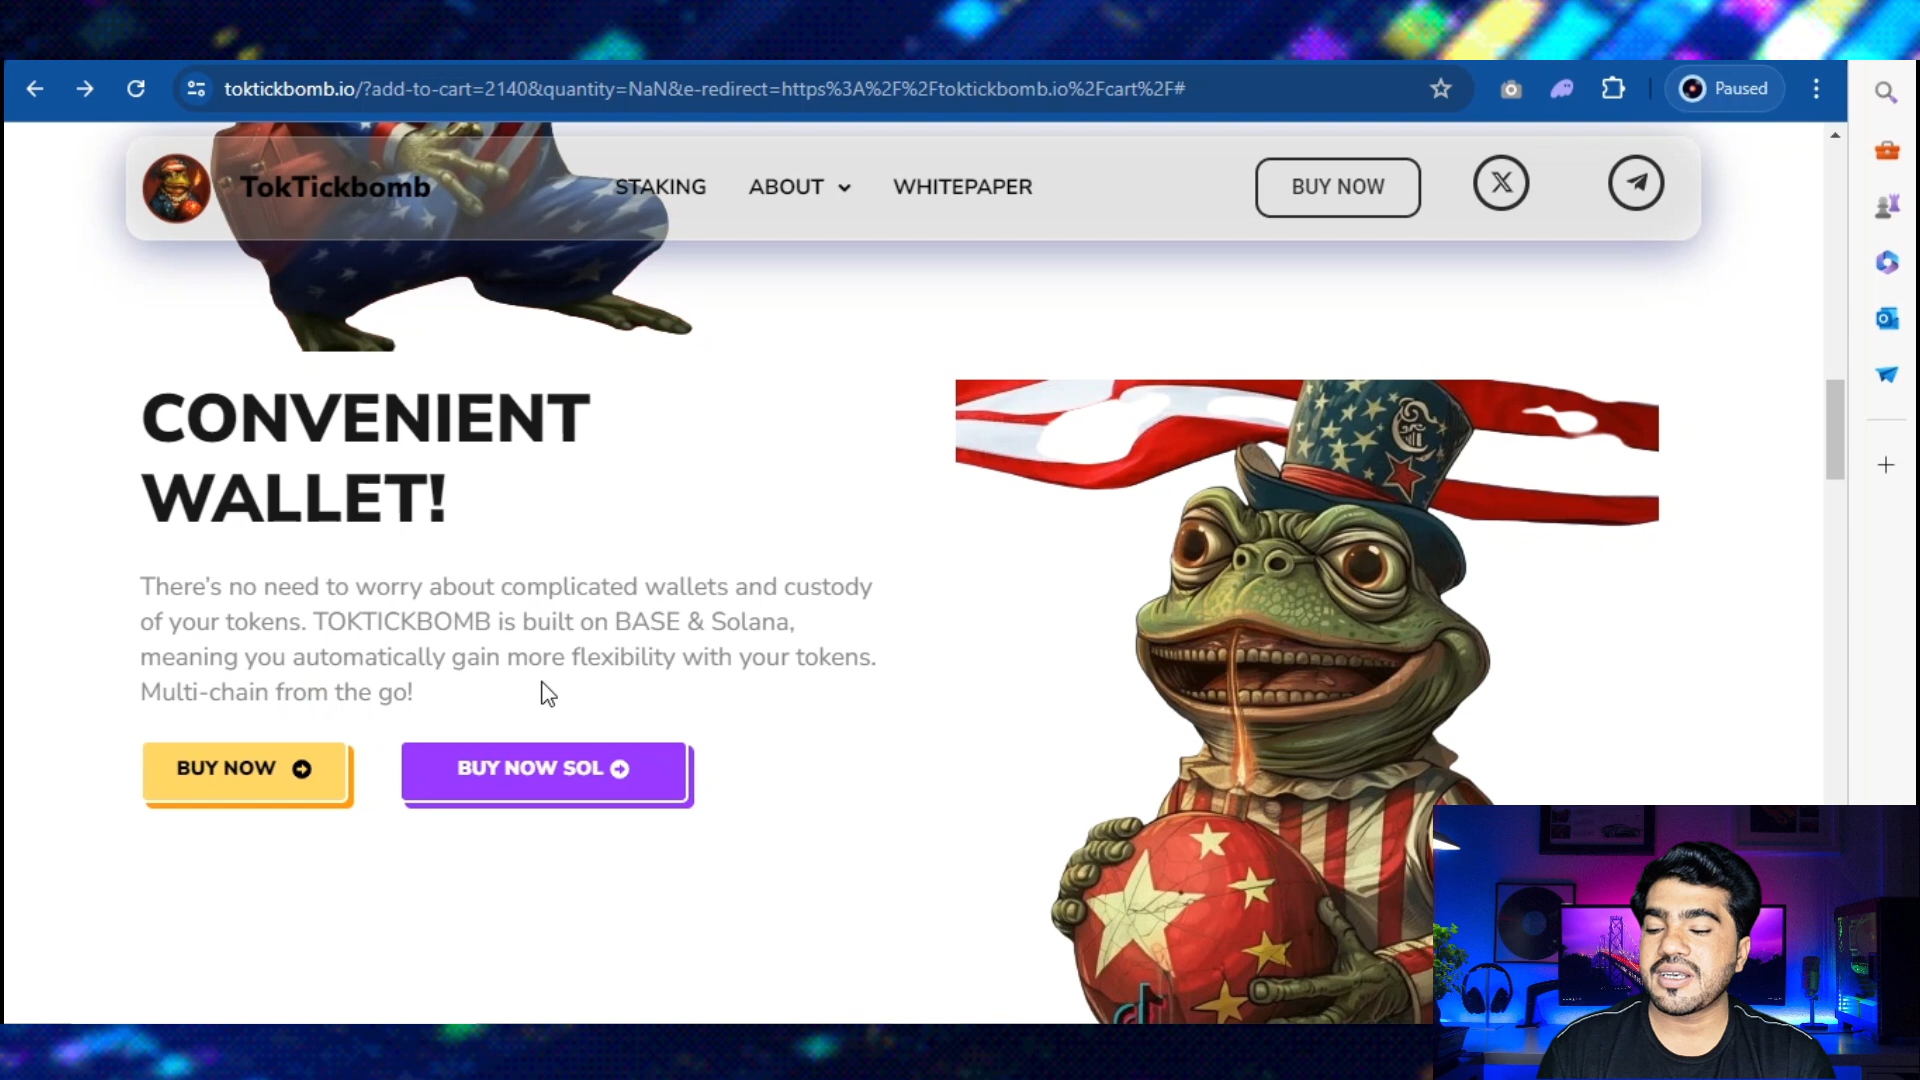 toktickbomb.io/?add-to-cart=2140&quantity=NaN&e-redirect=https%3A%2F%2Ftoktickbomb.io%2Fcart%2F#
Paused
TokTickbomb
STAKING
ABOUT
WHITEPAPER
BUY NOW
CONVENIENT
WALLET!
There's no need to worry about complicated wallets and custody
of your tokens. TOKTICKBOMB is built on BASE & Solana,
meaning you automatically gain more flexibility with your tokens.
Multi-chain from the go!
BUY NOW
BUY NOW SOL